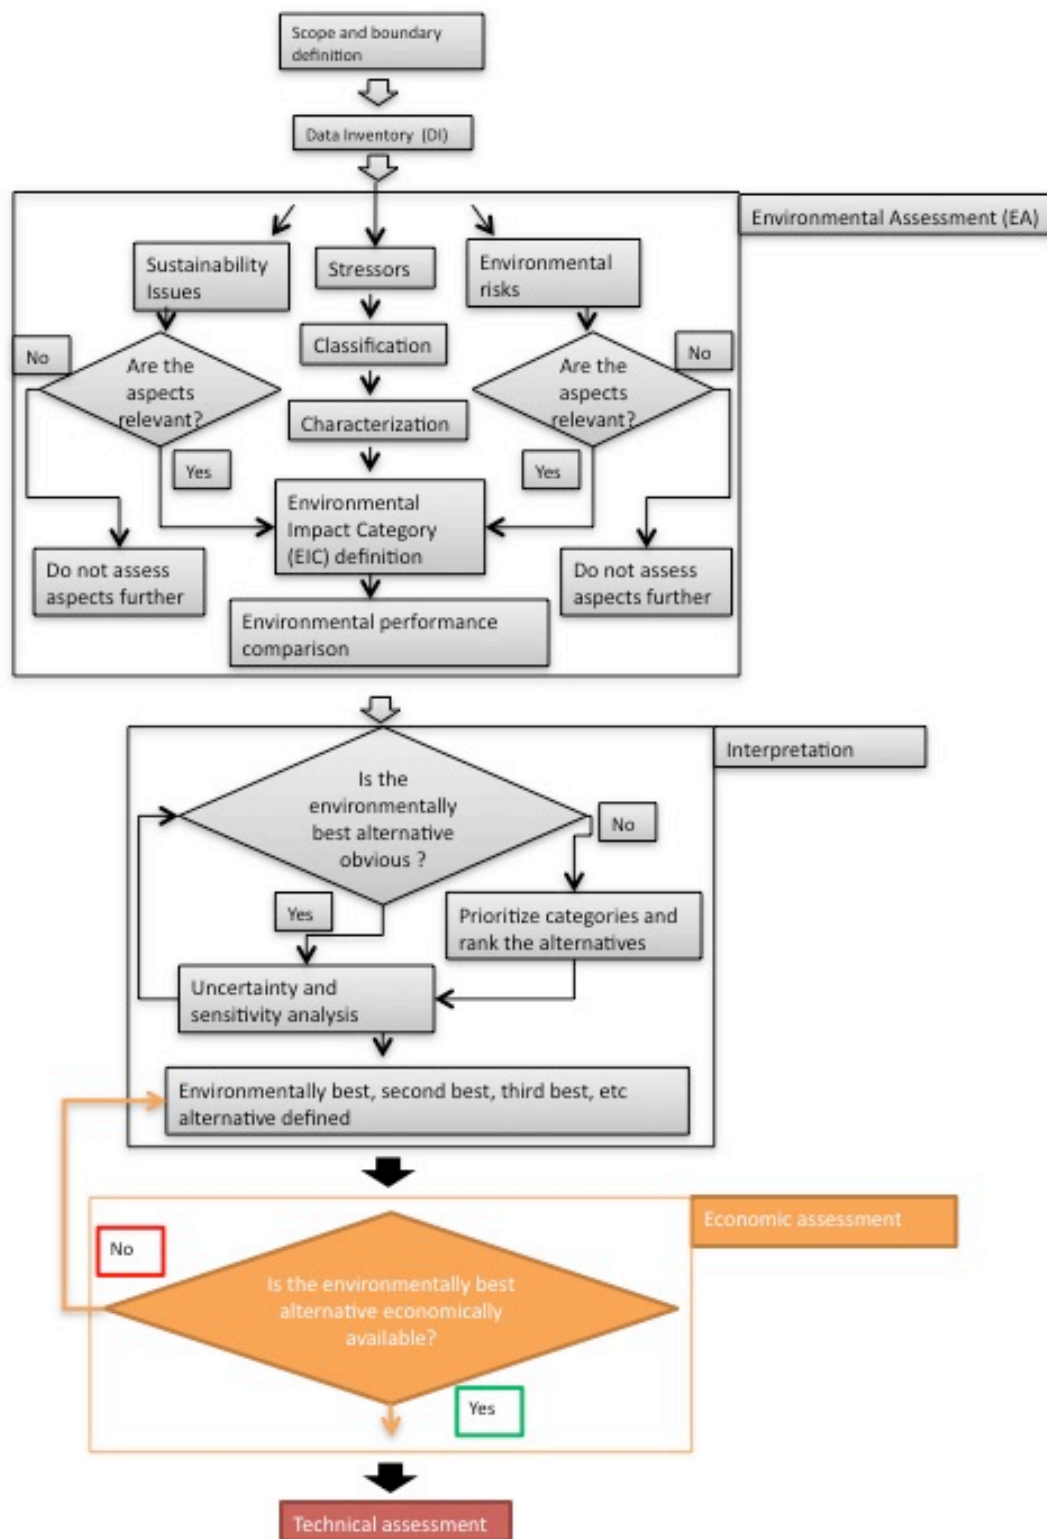 Scope and boundary
definition
Data Inventory (DI)
Environmental Assessment (EA)
Sustainability
Issues
Stressors
Environmental
risks
Classification
No
Are the
aspects
relevant?
No
Are the
aspects
relevant?
Characterization
Yes
Yes
Environmental
Impact Category
(EIC) definition
Do not assess
aspects further
Do not assess
aspects further
Environmental performance
comparison
Interpretation
Is the
environmentally
best alternative
obvious ?
No
Yes
Prioritize categories and
rank the alternatives
Uncertainty and
sensitivity analysis
Environmentally best, second best, third best, etc
alternative defined
Economic assessment
No
Is the environmentally best
alternative economically
available?
Yes
Technical assessment